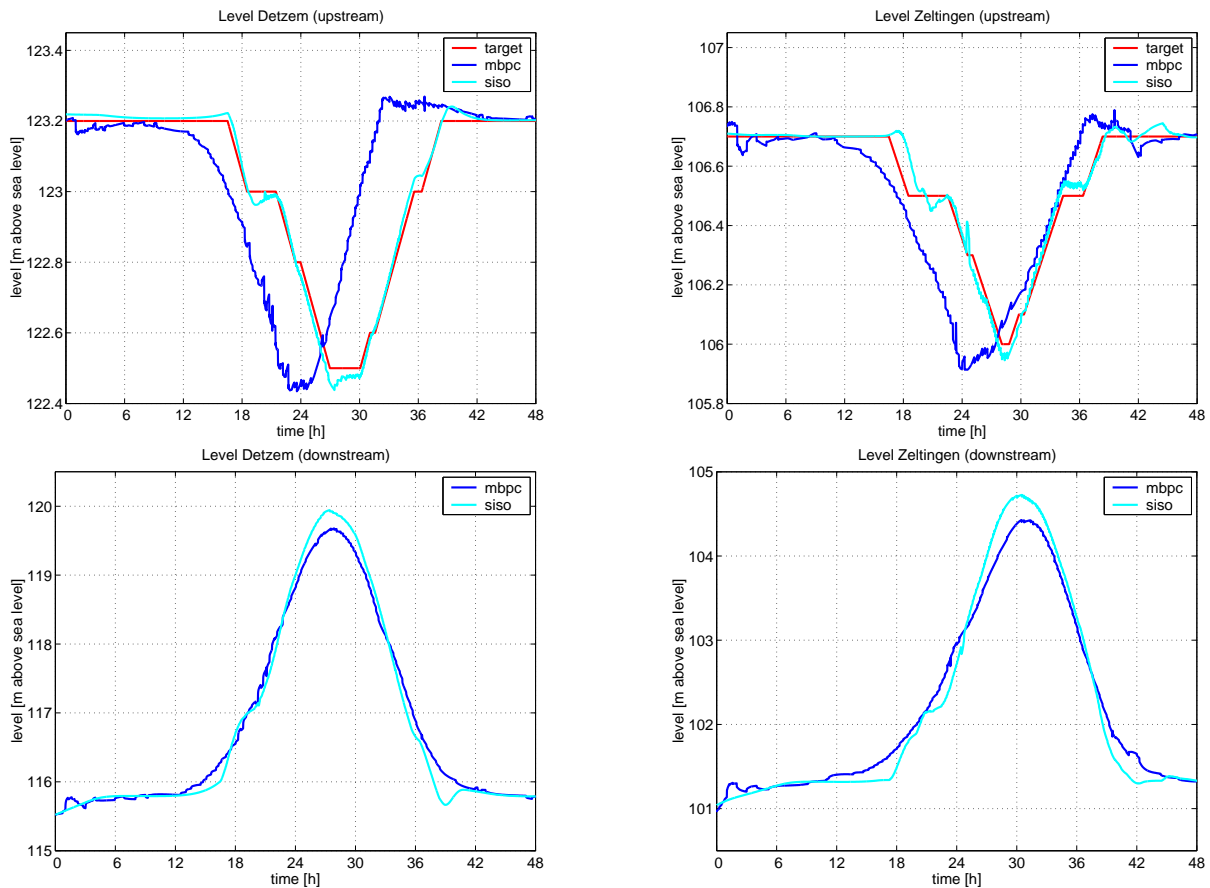 Level Detzem (upstream)
123.4
123.2
123
122.8
122.6
122.4
level [m above sea level]
target
mbpc
siso
0 6 12 18 24 30 36 42 48
time [h]
Level Zeltingen (upstream)
107
106.8
106.6
106.4
106.2
106
105.8
level [m above sea level]
target
mbpc
siso
0 6 12 18 24 30 36 42 48
time [h]
Level Detzem (downstream)
120
119
118
117
116
115
level [m above sea level]
mbpc
siso
0 6 12 18 24 30 36 42 48
time [h]
Level Zeltingen (downstream)
105
104
103
102
101
level [m above sea level]
mbpc
siso
0 6 12 18 24 30 36 42 48
time [h]